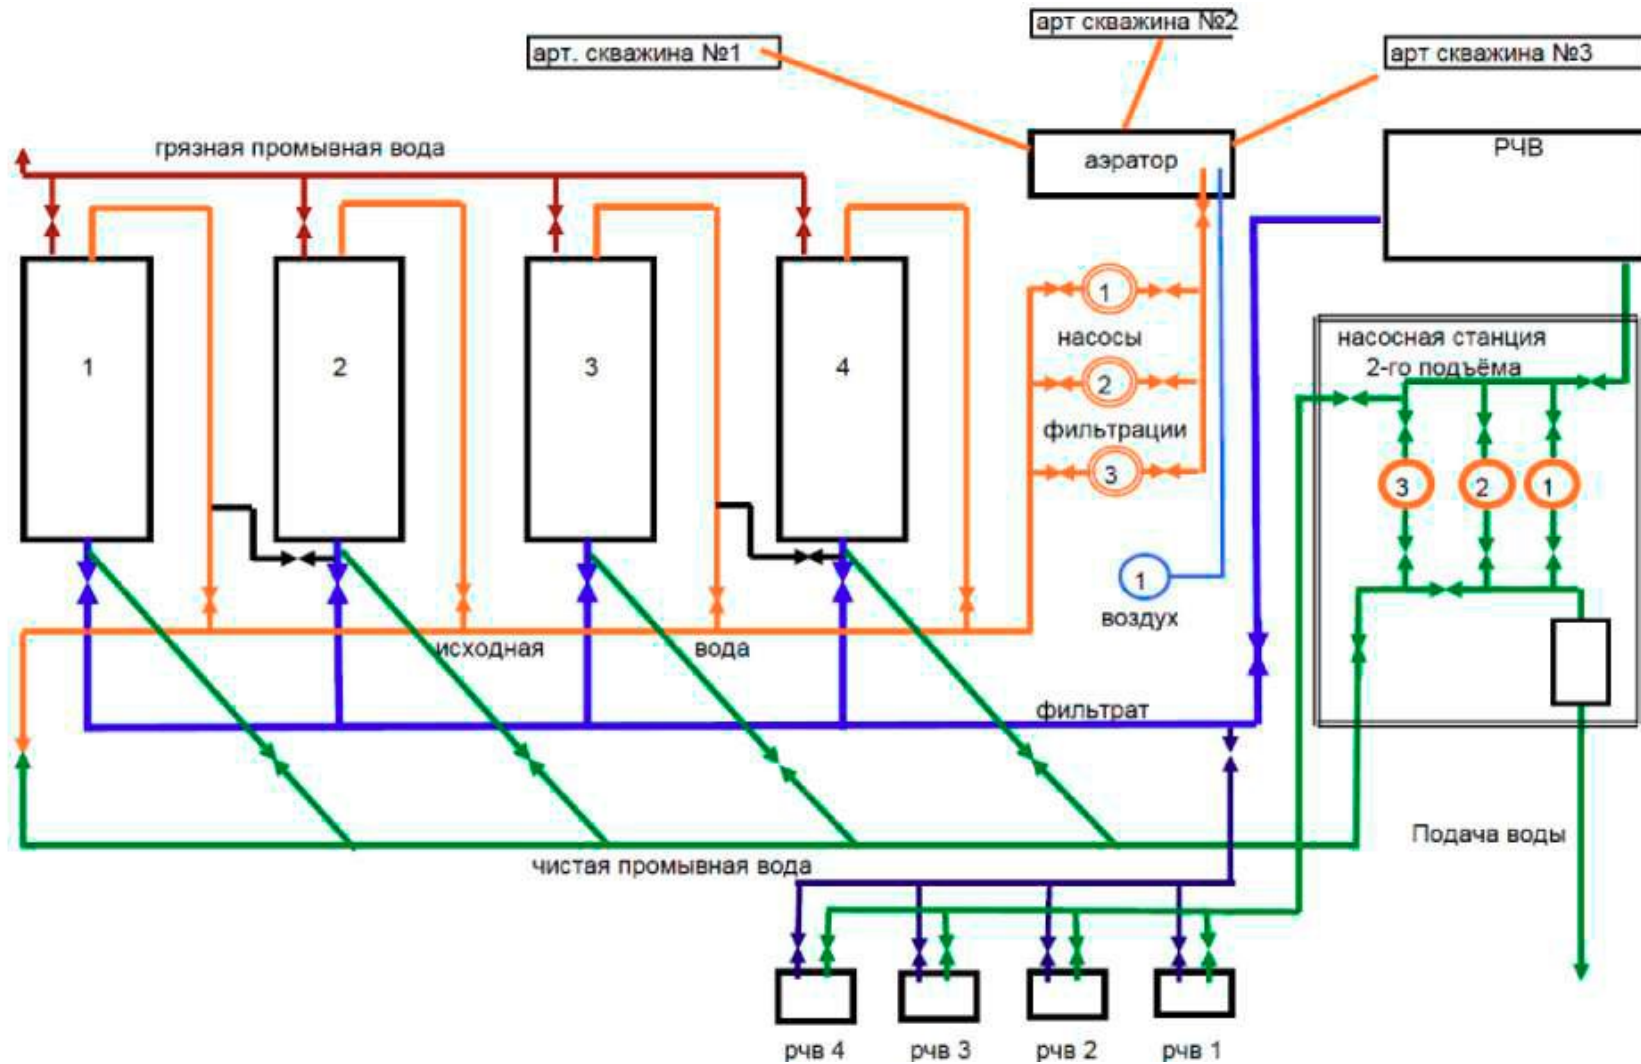 арт скважина №2
арт. скважина №1
арт скважина №3
грязная промывная вода
аэратор
РЧВ
1
2
3
4
1
насосы
2
фильтрации
3
насосная станция
2-го подъёма
3
2
1
1
воздух
исходная
вода
фильтрат
чистая промывная вода
Подача воды
рчв 4
рчв 3
рчв 2
рчв 1